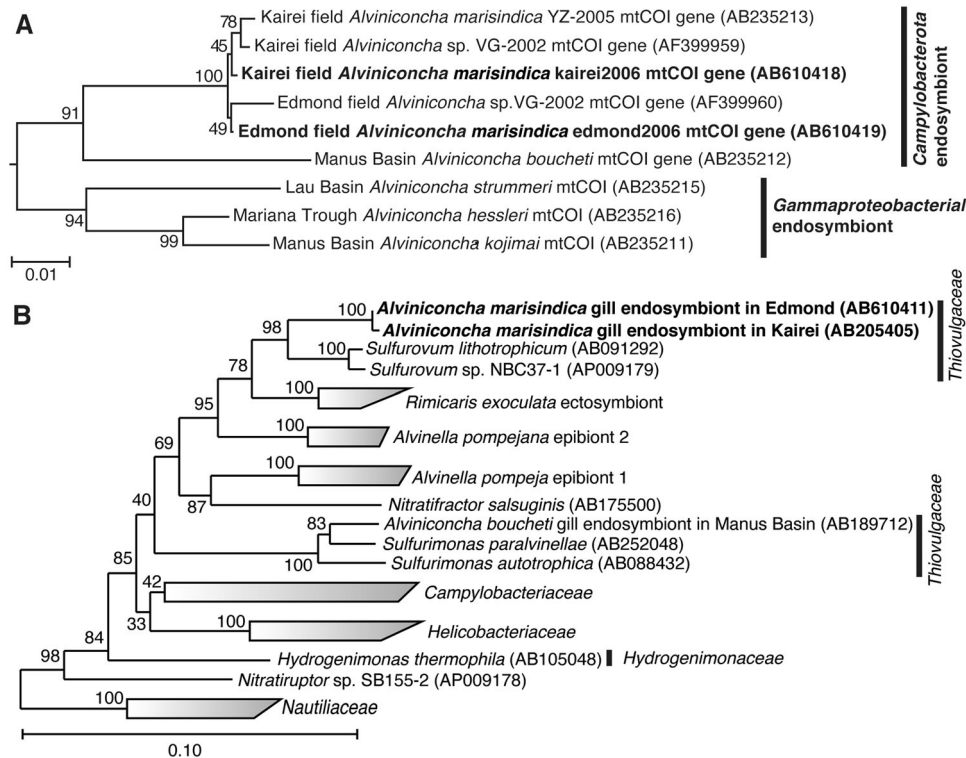 A
78
Kairei field Alviniconcha marisindica YZ-2005 mtCOI gene (AB235213)
45
Kairei field Alviniconcha sp. VG-2002 mtCOI gene (AF399959)
100
Kairei field Alviniconcha marisindica kairei2006 mtCOI gene (AB610418)
Edmond field Alviniconcha sp.VG-2002 mtCOI gene (AF399960)
91
49
Edmond field Alviniconcha marisindica edmond2006 mtCOI gene (AB610419)
Manus Basin Alviniconcha boucheti mtCOI gene (AB235212)
Campylobacterota
endosymbiont
Lau Basin Alviniconcha strummeri mtCOI (AB235215)
94
Mariana Trough Alviniconcha hessleri mtCOI (AB235216)
99
Manus Basin Alviniconcha kojimai mtCOI (AB235211)
Gammaproteobacterial
endosymbiont
0.01
B
100
Alviniconcha marisindica gill endosymbiont in Edmond (AB610411)
98
Alviniconcha marisindica gill endosymbiont in Kairei (AB205405)
100
Sulfurovum lithotrophicum (AB091292)
Sulfurovum sp. NBC37-1 (AP009179)
Thiovulgaceae
78
100
Rimicaris exoculata ectosymbiont
95
100
Alvinella pompejana epibiont 2
69
100
Alvinella pompeja epibiont 1
87
Nitratifractor salsuginis (AB175500)
40
83
Alviniconcha boucheti gill endosymbiont in Manus Basin (AB189712)
Sulfurimonas paralvinellae (AB252048)
100
Sulfurimonas autotrophica (AB088432)
Thiovulgaceae
85
42
Campylobacteriaceae
33
100
Helicobacteriaceae
84
Hydrogenimonas thermophila (AB105048)
Hydrogenimonaceae
98
Nitratiruptor sp. SB155-2 (AP009178)
100
Nautiliaceae
0.10